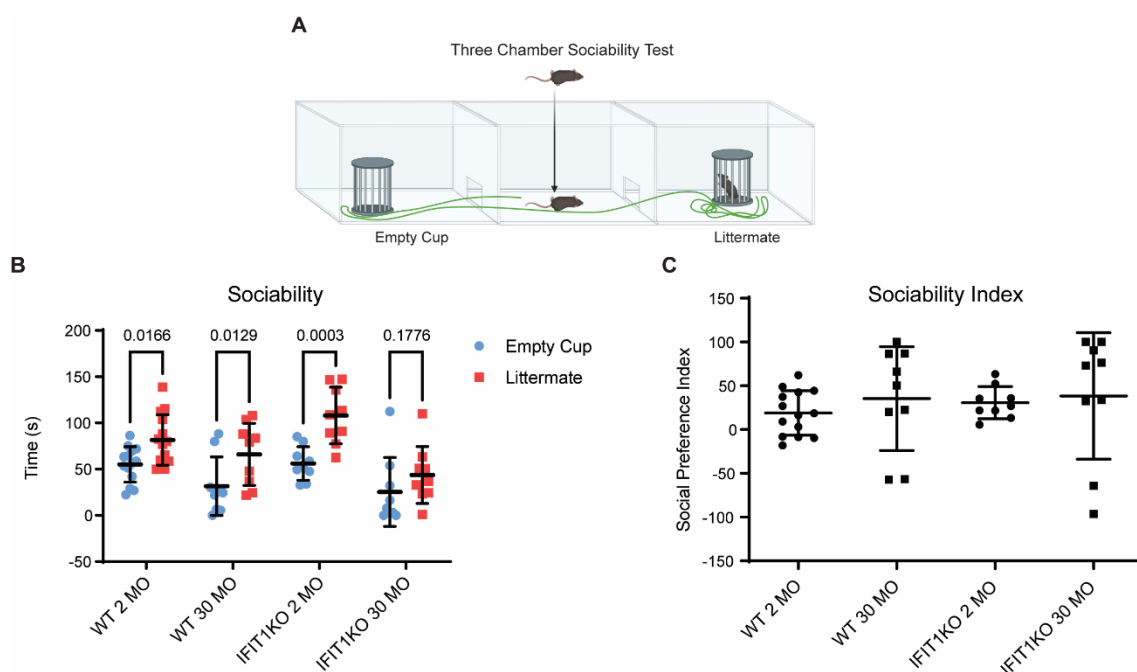 A
Three Chamber Sociability Test
Empty Cup
Littermate
B
Sociability
0.0166
0.0129
0.0003
0.1776
200
150
100
50
0
-50
Time (s)
Empty Cup
Littermate
WT 2 MO
WT 30 MO
IFIT1KO 2 MO
IFIT1KO 30 MO
C
Sociability Index
150
100
50
0
-50
-100
-150
Social Preference Index
WT 2 MO
WT 30 MO
IFIT1KO 2 MO
IFIT1KO 30 MO